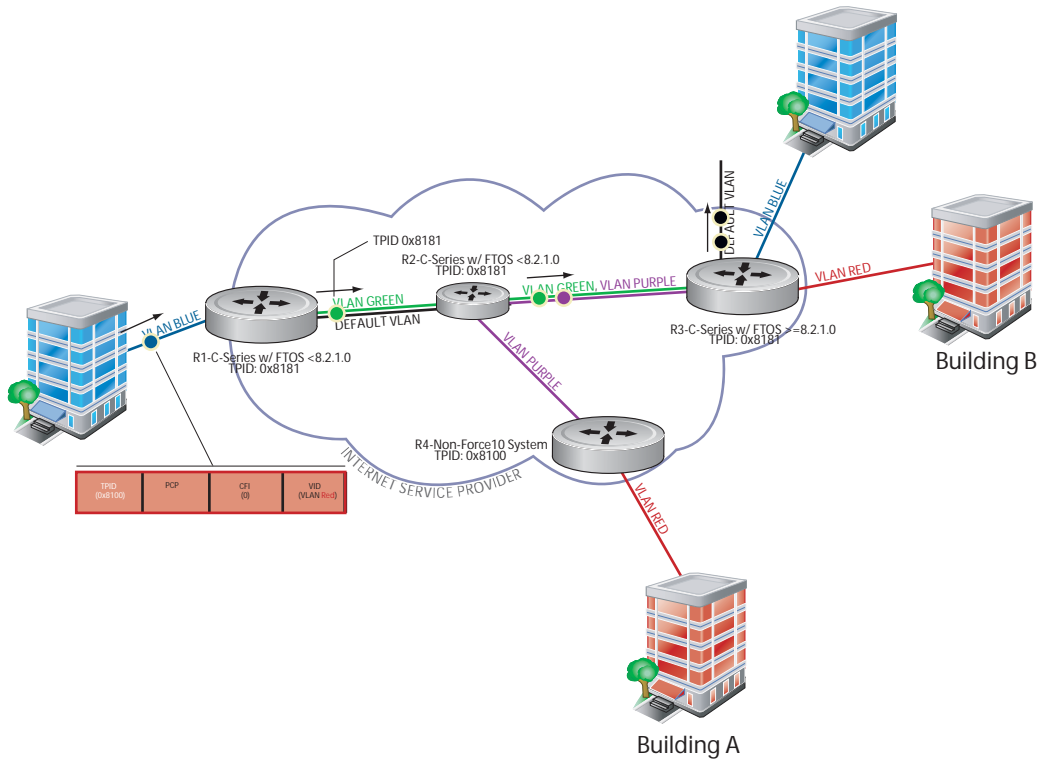 VLAN BLUE
DEFAULT VLAN
TPID 0x8181
R2-C-Series w/ FTOS <8.2.1.0
TPID: 0x8181
VLAN RED
VLAN GREEN, VLAN PURPLE
VLAN GREEN
DEFAULT VLAN
VLAN BLUE
R3-C-Series w/ FTOS >=8.2.1.0
TPID: 0x8181
Building B
R1-C-Series w/ FTOS <8.2.1.0
TPID: 0x8181
VLAN PURPLE
R4-Non-Force10 System
TPID: 0x8100
INTERNET SERVICE PROVIDER
TPID
(0x8100)
PCP
CFI
(0)
VID
(VLAN Red)
VLAN RED
Building A